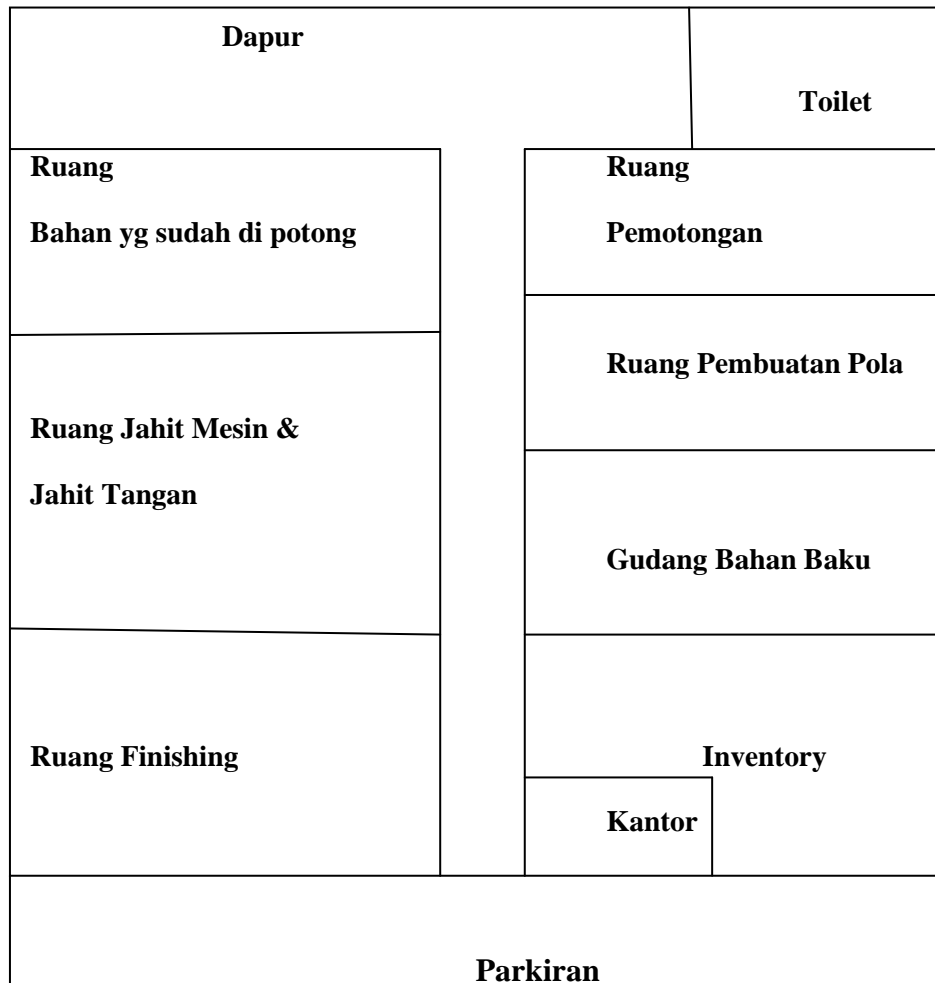 Dapur
Toilet
Ruang
Bahan yg sudah di potong
Ruang
Pemotongan
Ruang Pembuatan Pola
Ruang Jahit Mesin &
Jahit Tangan
Gudang Bahan Baku
Ruang Finishing
Inventory
Kantor
Parkiran